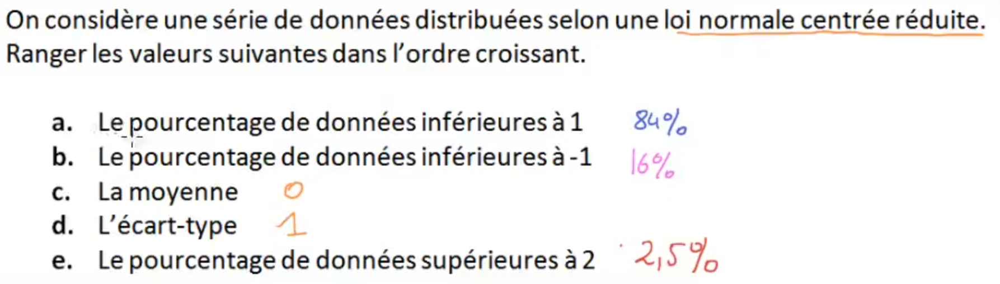 On considère une série de données distribuées selon une loi normale centrée réduite.
Ranger les valeurs suivantes dans l’ordre croissant.
a. Le pourcentage de données inférieures à 1 84%
b. Le pourcentage de données inférieures à -1 16%
c. La moyenne 0
d. L’écart-type 1
e. Le pourcentage de données supérieures à 2 2,5%